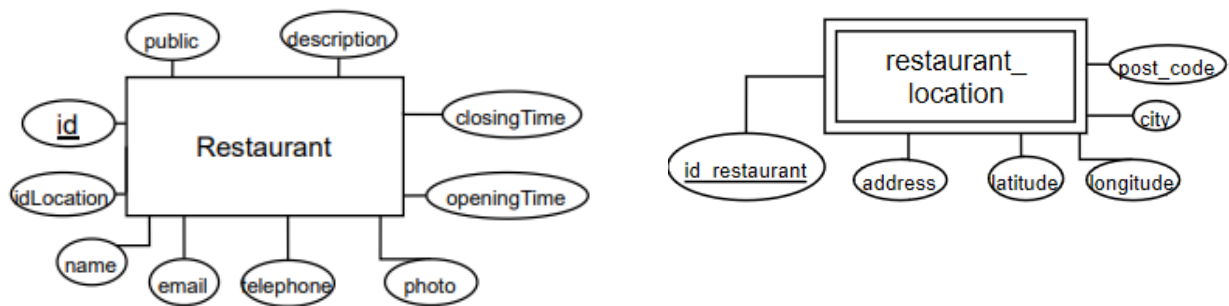 public
description
id
Restaurant
closingTime
idLocation
openingTime
name
email
telephone
photo
restaurant_
location
post_code
city
id_restaurant
address
latitude
longitude